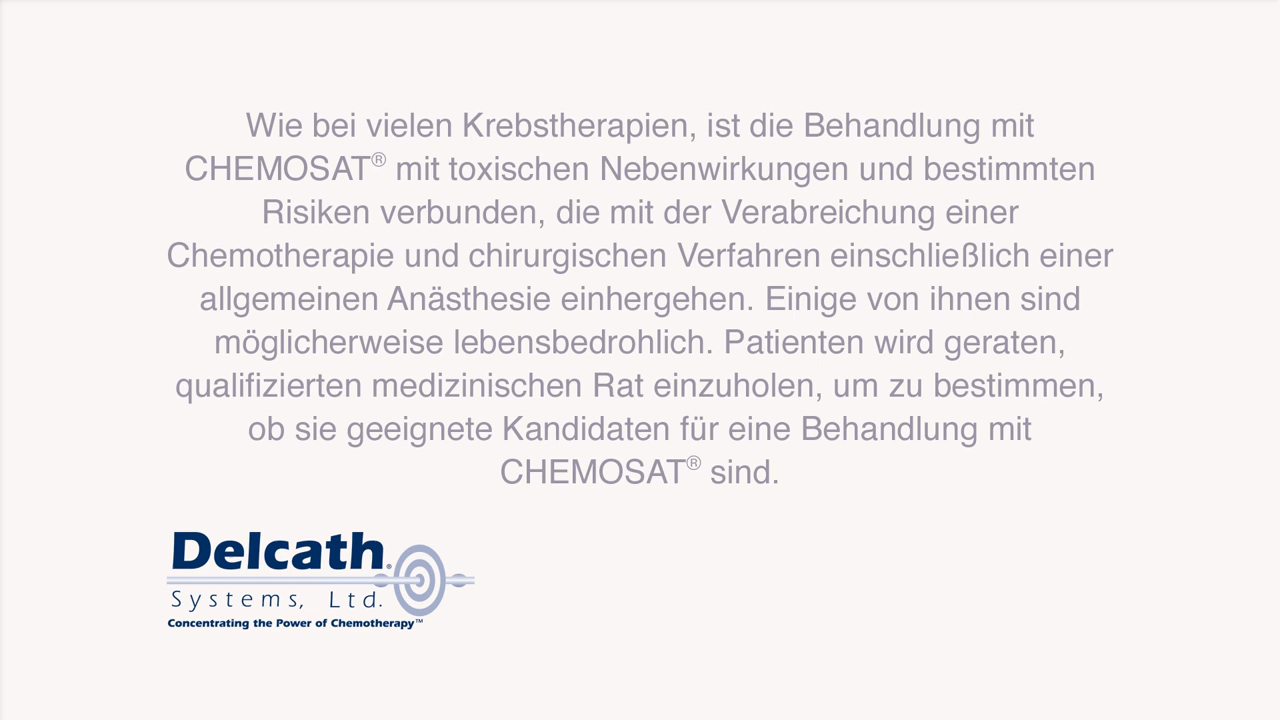 Wie bei vielen Krebstherapien, ist die Behandlung mit
CHEMOSAT® mit toxischen Nebenwirkungen und bestimmten
Risiken verbunden, die mit der Verabreichung einer
Chemotherapie und chirurgischen Verfahren einschließlich einer
allgemeinen Anästhesie einhergehen. Einige von ihnen sind
möglicherweise lebensbedrohlich. Patienten wird geraten,
qualifizierten medizinischen Rat einzuholen, um zu bestimmen,
ob sie geeignete Kandidaten für eine Behandlung mit
CHEMOSAT® sind.
Delcath®
Systems, Ltd.
Concentrating the Power of Chemotherapy™